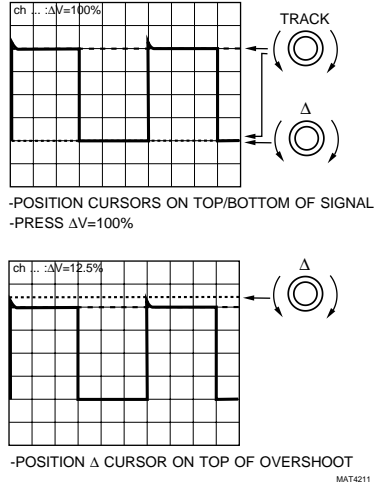 ch ... :ΔV=100%
TRACK
Δ
-POSITION CURSORS ON TOP/BOTTOM OF SIGNAL
-PRESS ΔV=100%
ch ... :ΔV=12.5%
Δ
-POSITION Δ CURSOR ON TOP OF OVERSHOOT
MAT4211